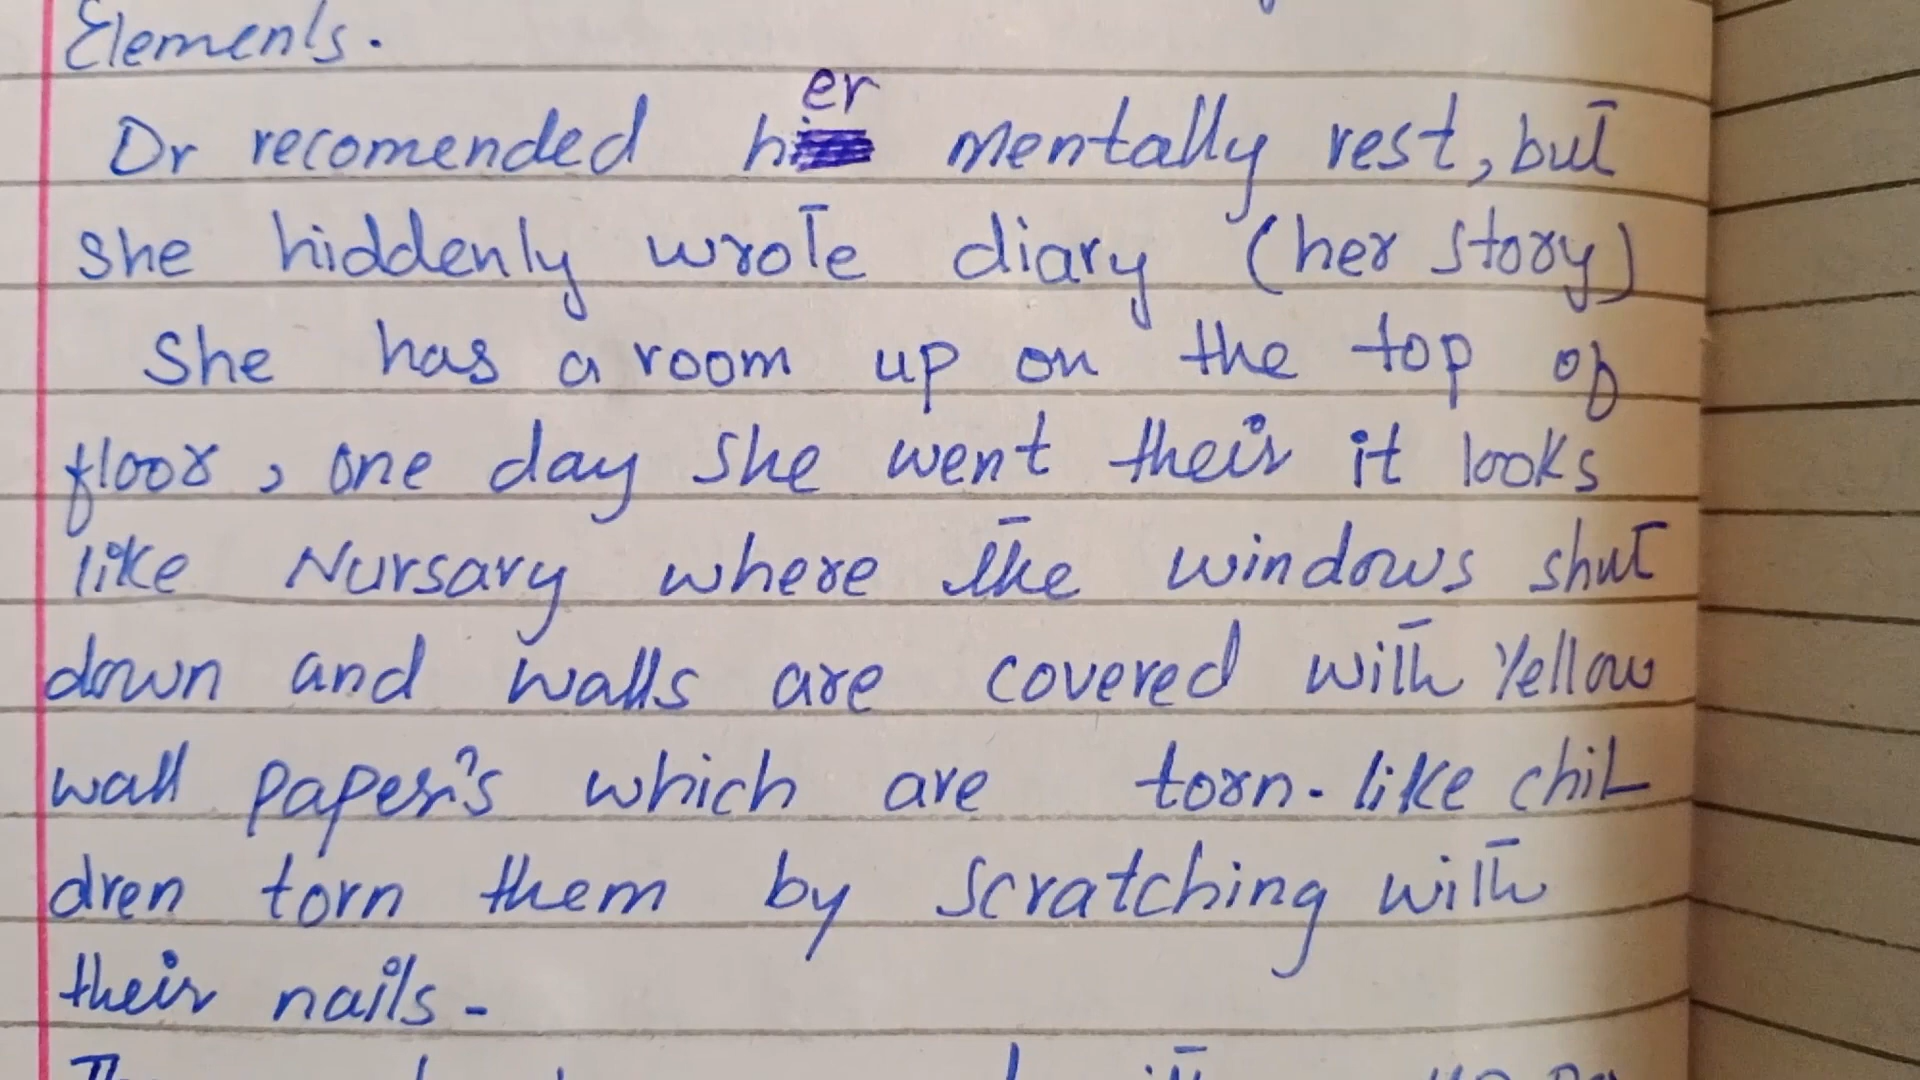 Elements.
Dr recomended her mentally rest, but
she hiddenly wrote diary (her story)
She has a room up on the top of
floor, one day she went their it looks
like Nursary where the windows shut
down and walls are covered with Yellow
wall paper's which are torn. like chil
dren torn them by scratching with
their nails -